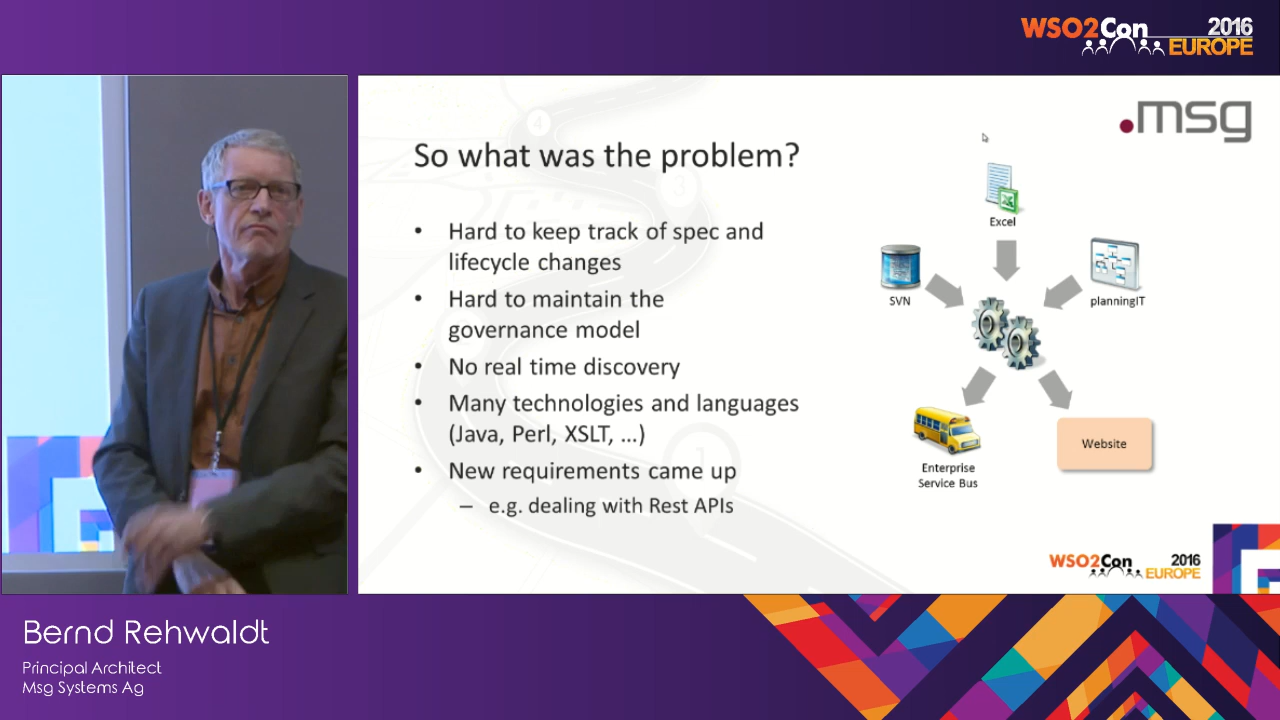 WSO2Con 2016
EUROPE
.msg
So what was the problem?
• Hard to keep track of spec and
lifecycle changes
• Hard to maintain the
governance model
• No real time discovery
• Many technologies and languages
(Java, Perl, XSLT, ...)
• New requirements came up
– e.g. dealing with Rest APIs
Excel
SVN
planningIT
Enterprise
Service Bus
Website
4
3
1
WSO2Con 2016
EUROPE
Bernd Rehwaldt
Principal Architect
Msg Systems Ag